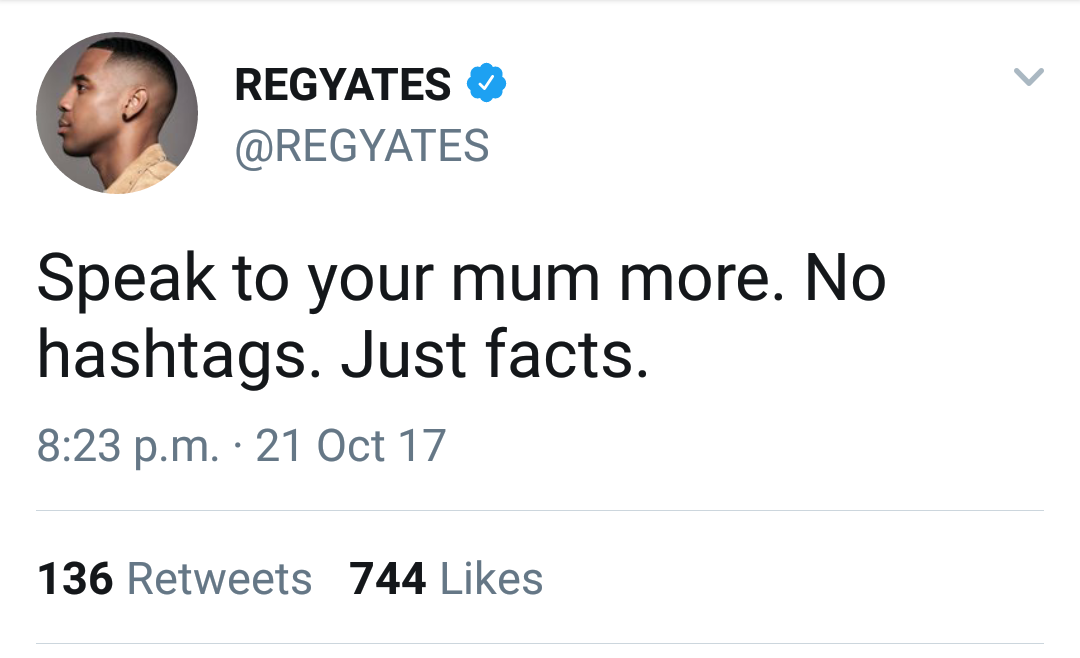 REGYATES
@REGYATES
Speak to your mum more. No
hashtags. Just facts.
8:23 p.m. · 21 Oct 17
136 Retweets 744 Likes